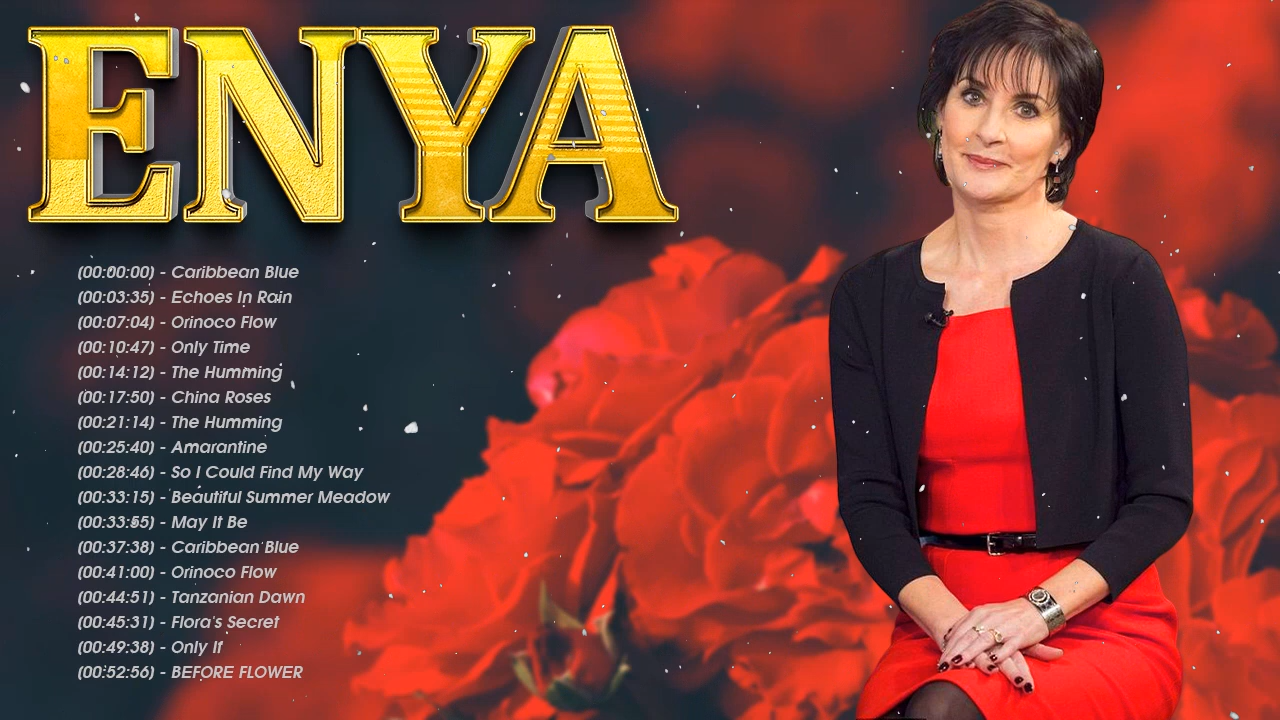 ENYA
(00:00:00) - Caribbean Blue
(00:03:35) - Echoes In Rain
(00:07:04) - Orinoco Flow
(00:10:47) - Only Time
(00:14:12) - The Humming
(00:17:50) - China Roses
(00:21:14) - The Humming
(00:25:40) - Amarantine
(00:28:46) - So I Could Find My Way
(00:33:15) - Beautiful Summer Meadow
(00:33:55) - May It Be
(00:37:38) - Caribbean Blue
(00:41:00) - Orinoco Flow
(00:44:51) - Tanzanian Dawn
(00:45:31) - Flora's Secret
(00:49:38) - Only If
(00:52:56) - BEFORE FLOWER